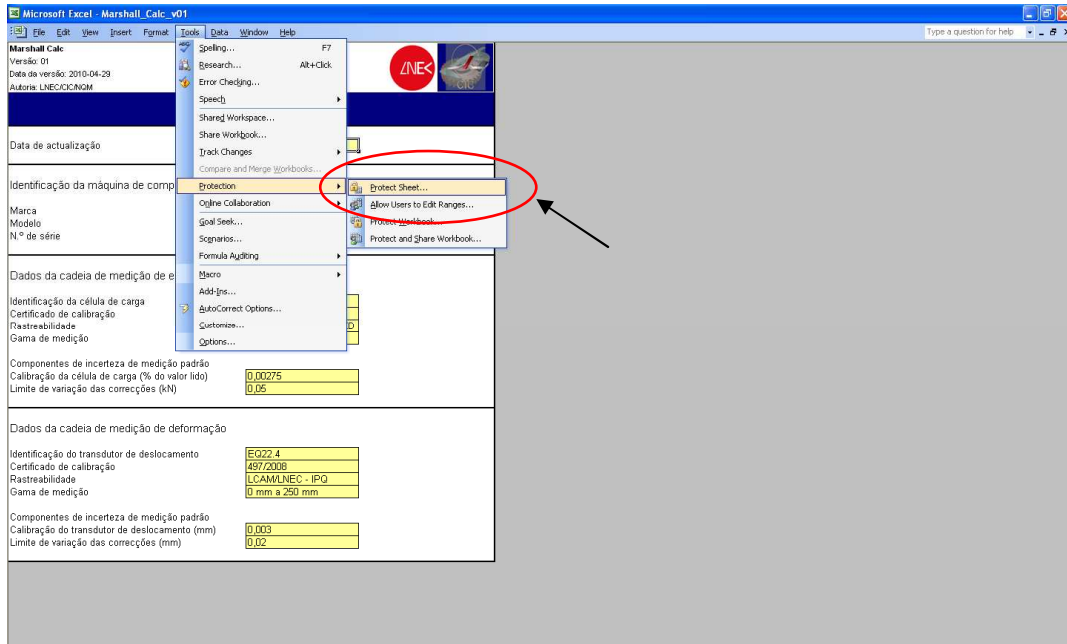 Microsoft Excel - Marshall_Calc_v01
File Edit View Insert Format Tools Data Window Help
Type a question for help
Marshall Calc
Versão: 01
Data da versão: 2010-04-29
Autoria: LNEC/CIC/NQM
LNEC
CIC
Data de actualização
Identificação da máquina de comp
Marca
Modelo
N.º de série
Dados da cadeia de medição de e
Identificação da célula de carga
Certificado de calibração
Rastreabilidade
D
Gama de medição
Componentes de incerteza de medição padrão
Calibração da célula de carga (% do valor lido) 0,00275
Limite de variação das correcções (kN) 0,05
Dados da cadeia de medição de deformação
Identificação do transdutor de deslocamento EQ22.4
Certificado de calibração 497/2008
Rastreabilidade LCAM/LNEC - IPQ
Gama de medição 0 mm a 250 mm
Componentes de incerteza de medição padrão
Calibração do transdutor de deslocamento (mm) 0,003
Limite de variação das correcções (mm) 0,02
Spelling... F7
Research... Alt+Click
Error Checking...
Speech
Shared Workspace...
Share Workbook...
Track Changes
Compare and Merge Workbooks...
Protection
Online Collaboration
Goal Seek...
Scenarios...
Formula Auditing
Macro
Add-Ins...
AutoCorrect Options...
Customize...
Options...
Protect Sheet...
Allow Users to Edit Ranges...
Protect Workbook...
Protect and Share Workbook...